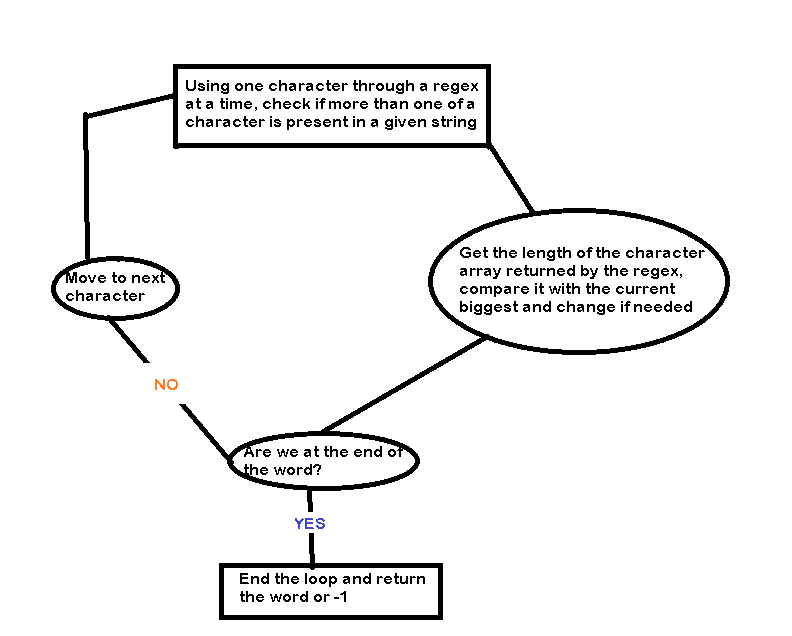 Using one character through a regex
at a time, check if more than one of a
character is present in a given string
Get the length of the character
array returned by the regex,
compare it with the current
biggest and change if needed
Move to next
character
NO
Are we at the end of
the word?
YES
End the loop and return
the word or -1